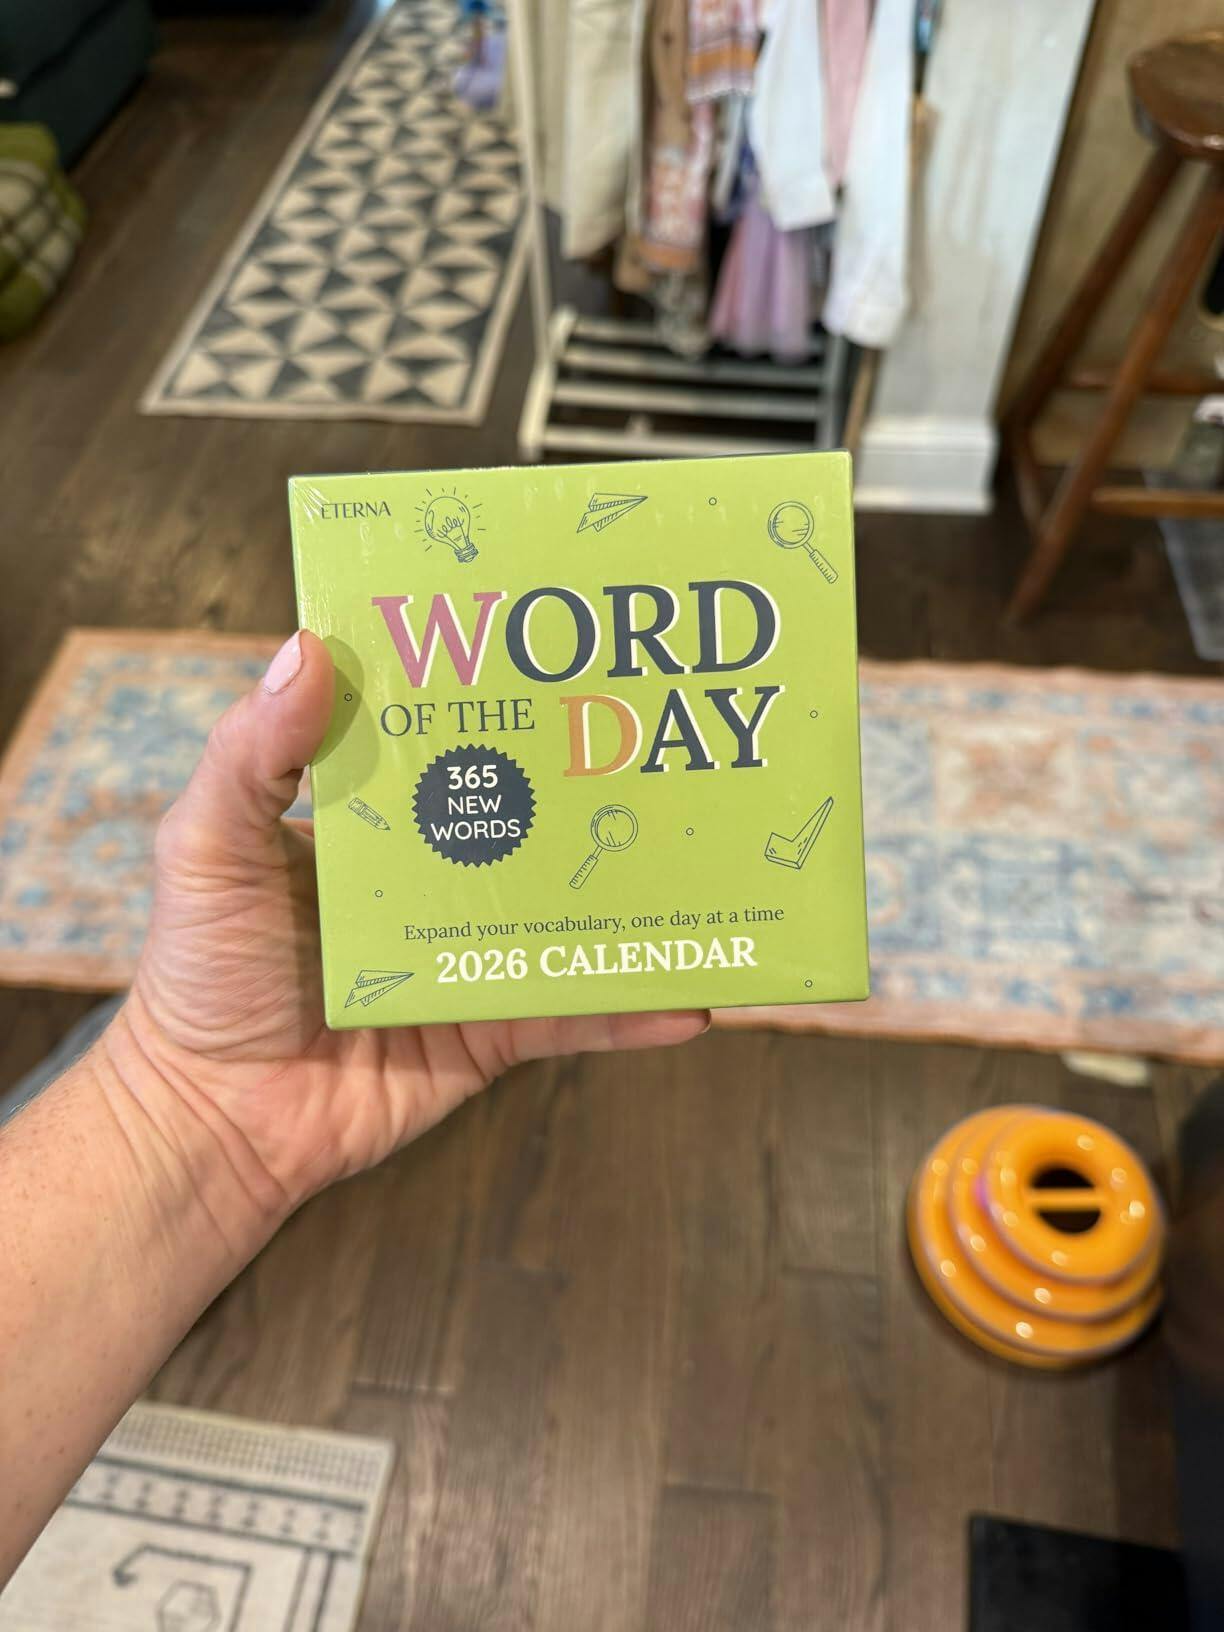 ETERNA
WORD
OF THE DAY
365
NEW
WORDS
Expand your vocabulary, one day at a time
2026 CALENDAR